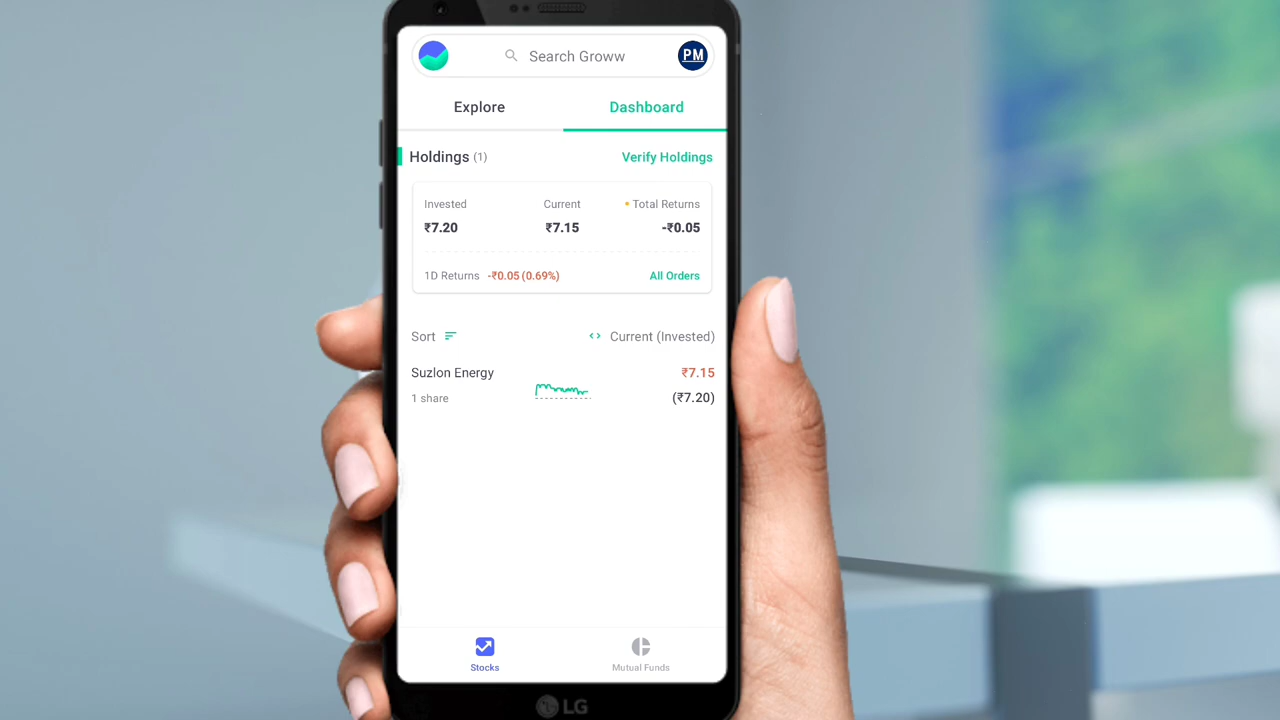 Search Groww
PM
Explore
Dashboard
Holdings (1)
Verify Holdings
Invested
Current
Total Returns
₹7.20
₹7.15
-₹0.05
1D Returns -₹0.05 (0.69%)
All Orders
Sort
Current (Invested)
Suzlon Energy
₹7.15
1 share
(₹7.20)
Stocks
Mutual Funds
LG